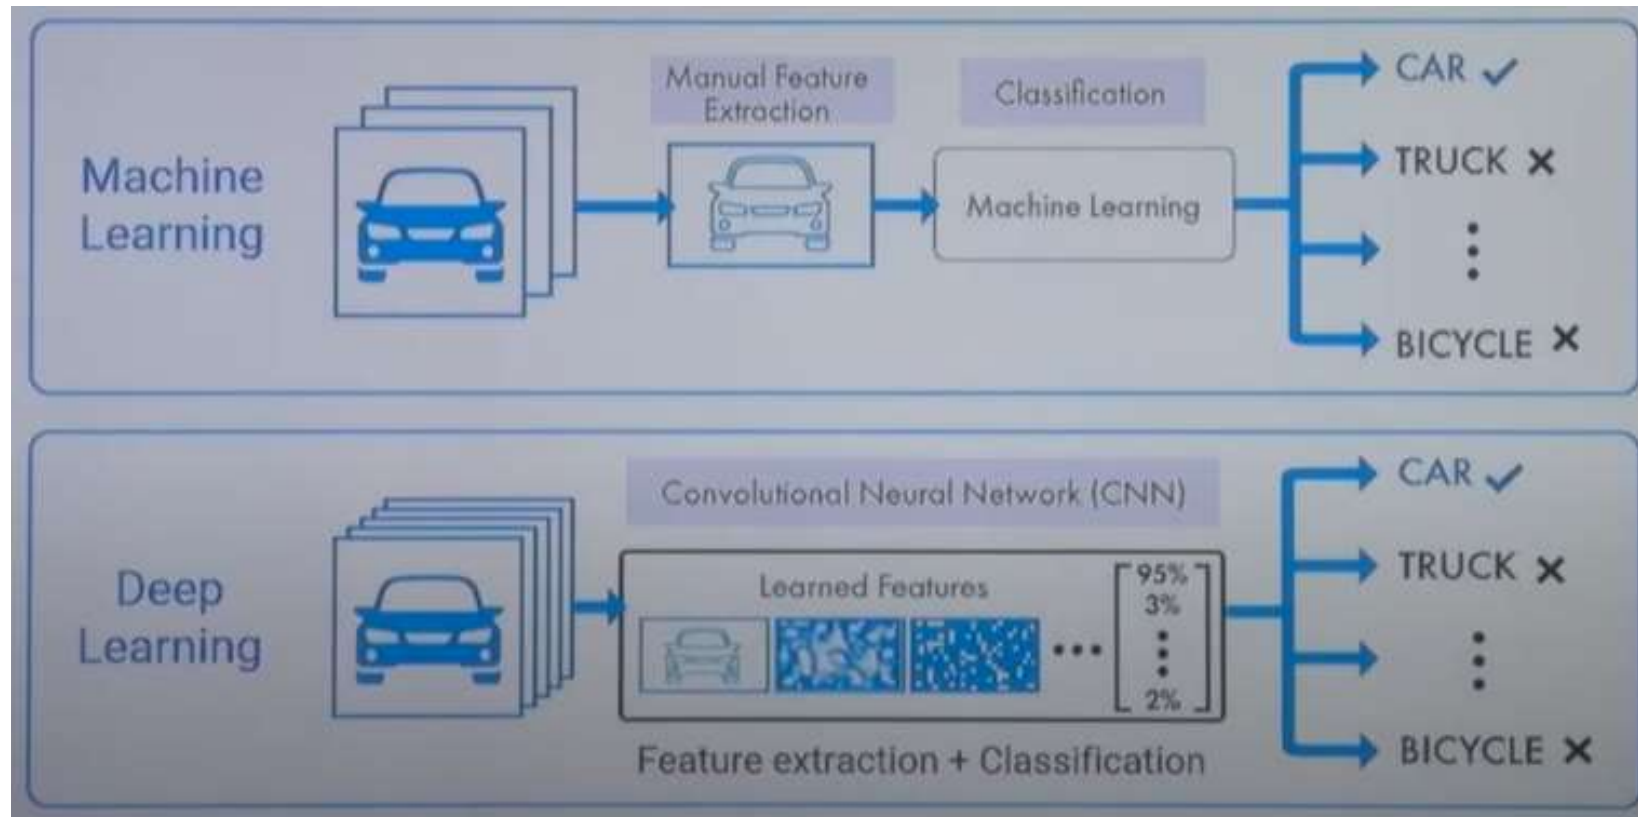 Machine
Learning
Manual Feature
Extraction
Classification
Machine Learning
CAR
TRUCK
BICYCLE
Deep
Learning
Convolutional Neural Network (CNN)
Learned Features
95%
3%
2%
Feature extraction + Classification
CAR
TRUCK
BICYCLE